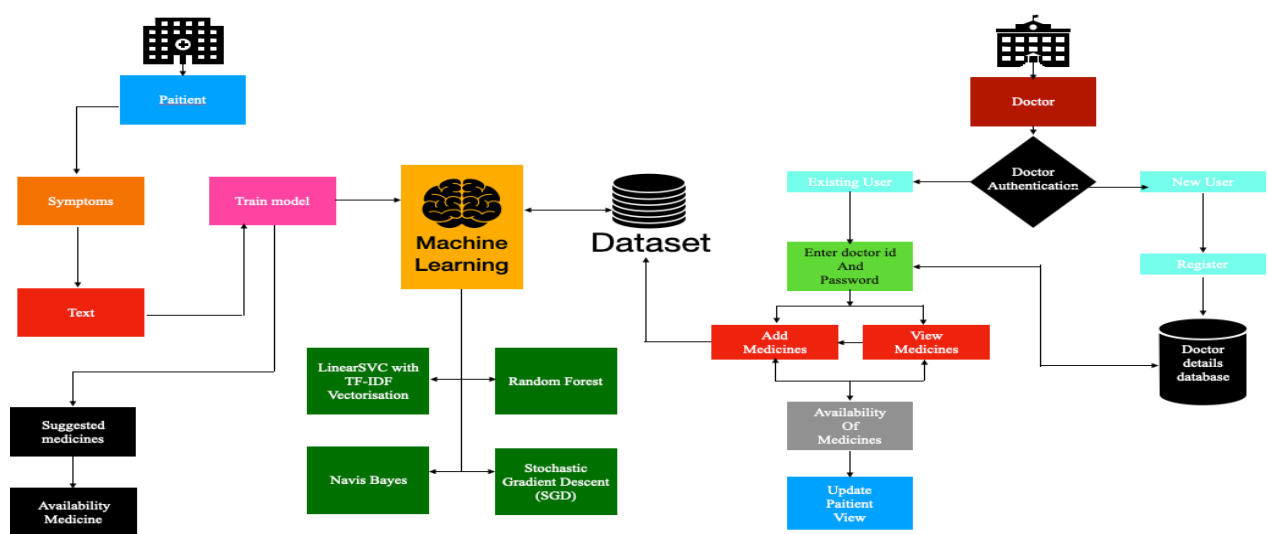 Paitient
Doctor
Doctor
Authentication
Existing User
New User
Symptoms
Train model
Machine
Learning
Dataset
Enter doctor id
And
Password
Register
Text
Add
Medicines
View
Medicines
Doctor
details
database
LinearSVC with
TF-IDF
Vectorisation
Random Forest
Suggested
medicines
Availability
Of
Medicines
Navis Bayes
Stochastic
Gradient Descent
(SGD)
Availability
Medicine
Update
Paitient
View